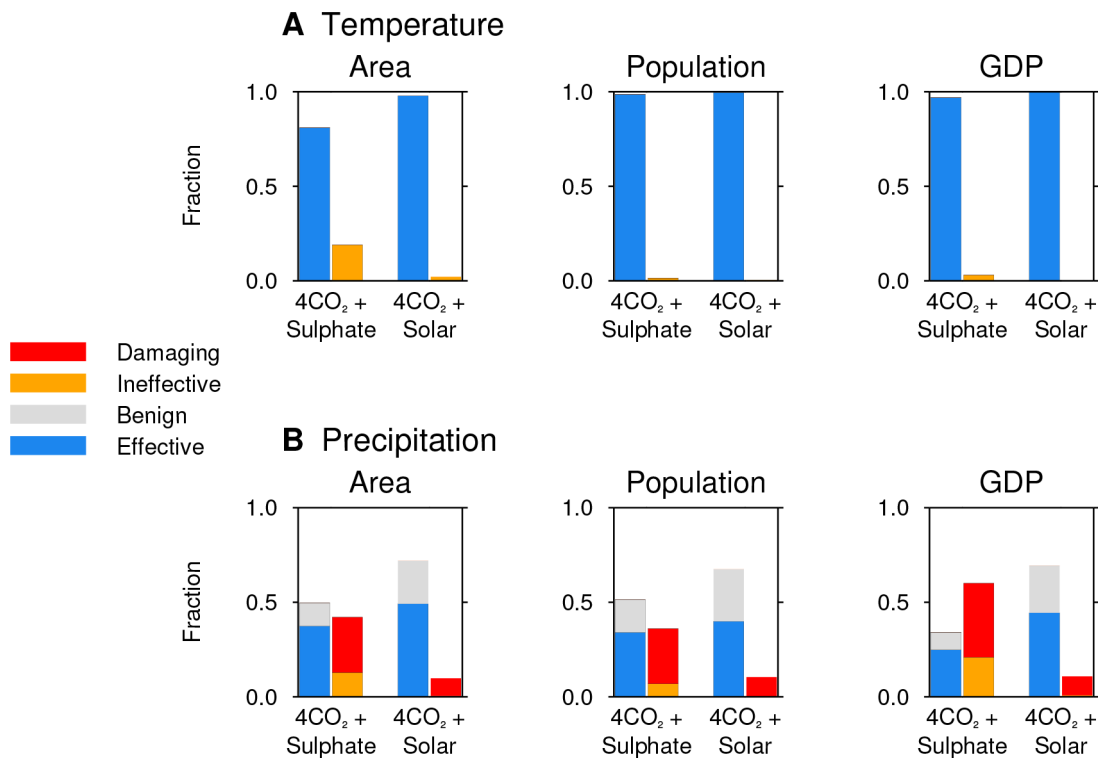 A Temperature
Area Population GDP
1.0 1.0 1.0
Fraction
0.5 0.5 0.5
0.0 0.0 0.0
4CO₂ + 4CO₂ + 4CO₂ + 4CO₂ + 4CO₂ + 4CO₂ +
Sulphate Solar Sulphate Solar Sulphate Solar
Damaging
Ineffective
Benign
Effective
B Precipitation
Area Population GDP
1.0 1.0 1.0
Fraction
0.5 0.5 0.5
0.0 0.0 0.0
4CO₂ + 4CO₂ + 4CO₂ + 4CO₂ + 4CO₂ + 4CO₂ +
Sulphate Solar Sulphate Solar Sulphate Solar